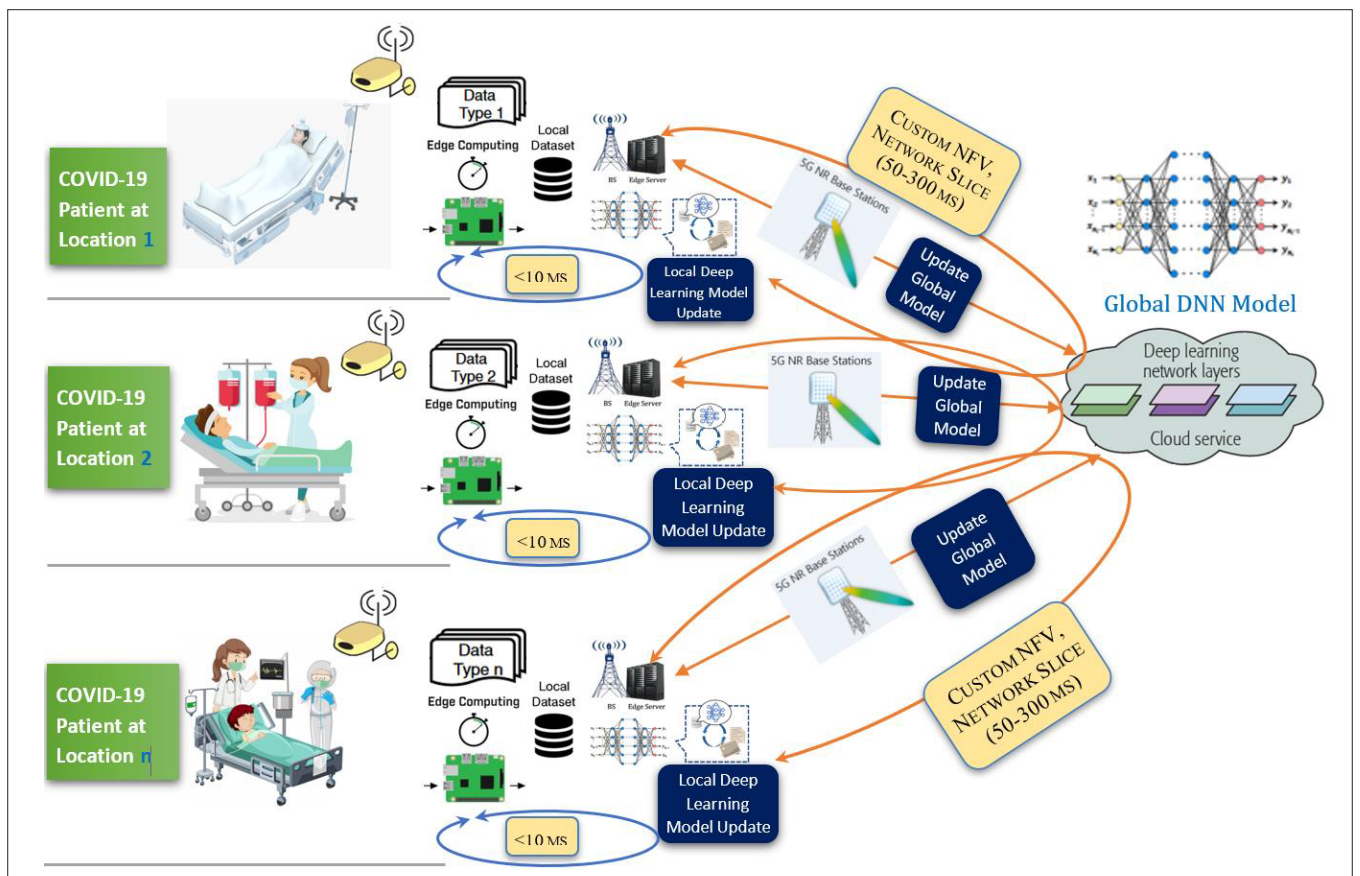 COVID-19
Patient at
Location 1
Data
Type 1
Edge Computing
Local
Dataset
BS
Edge Server
<10 MS
Local Deep
Learning Model
Update
5G NR Base Stations
CUSTOM NFV,
NETWORK SLICE
(50-300 MS)
Update
Global
Model
Global DNN Model
Deep learning
network layers
Cloud service
COVID-19
Patient at
Location 2
Data
Type 2
Edge Computing
Local
Dataset
BS
Edge Server
<10 MS
Local Deep
Learning
Model Update
5G NR Base Stations
Update
Global
Model
COVID-19
Patient at
Location n
Data
Type n
Edge Computing
Local
Dataset
BS
Edge Server
<10 MS
Local Deep
Learning
Model Update
5G NR Base Stations
Update
Global
Model
CUSTOM NFV,
NETWORK SLICE
(50-300 MS)